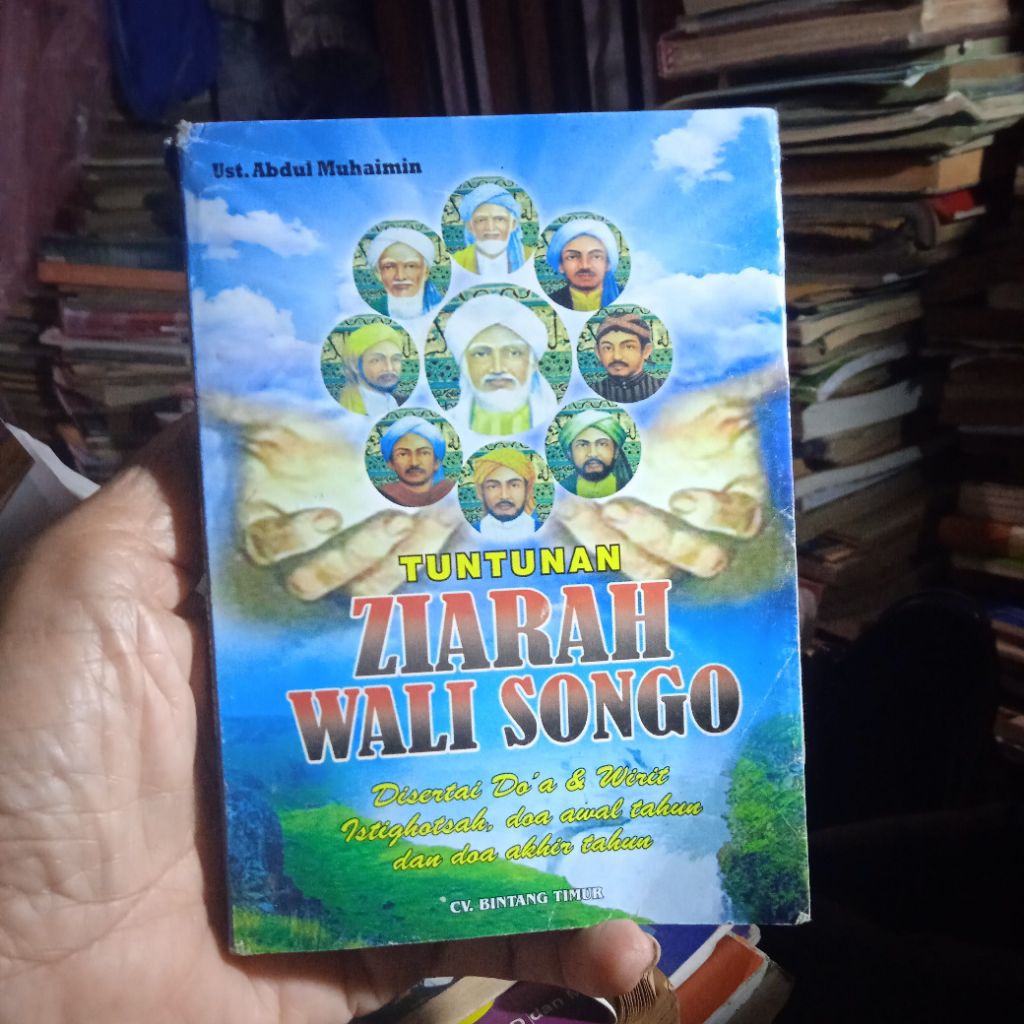 Ust. Abdul Muhaimin
TUNTUNAN
ZIARAH
WALI SONGO
Disertai Do'a & Wirit
Istighotsah, doa awal tahun
dan doa akhir tahun
CV. BINTANG TIMUR